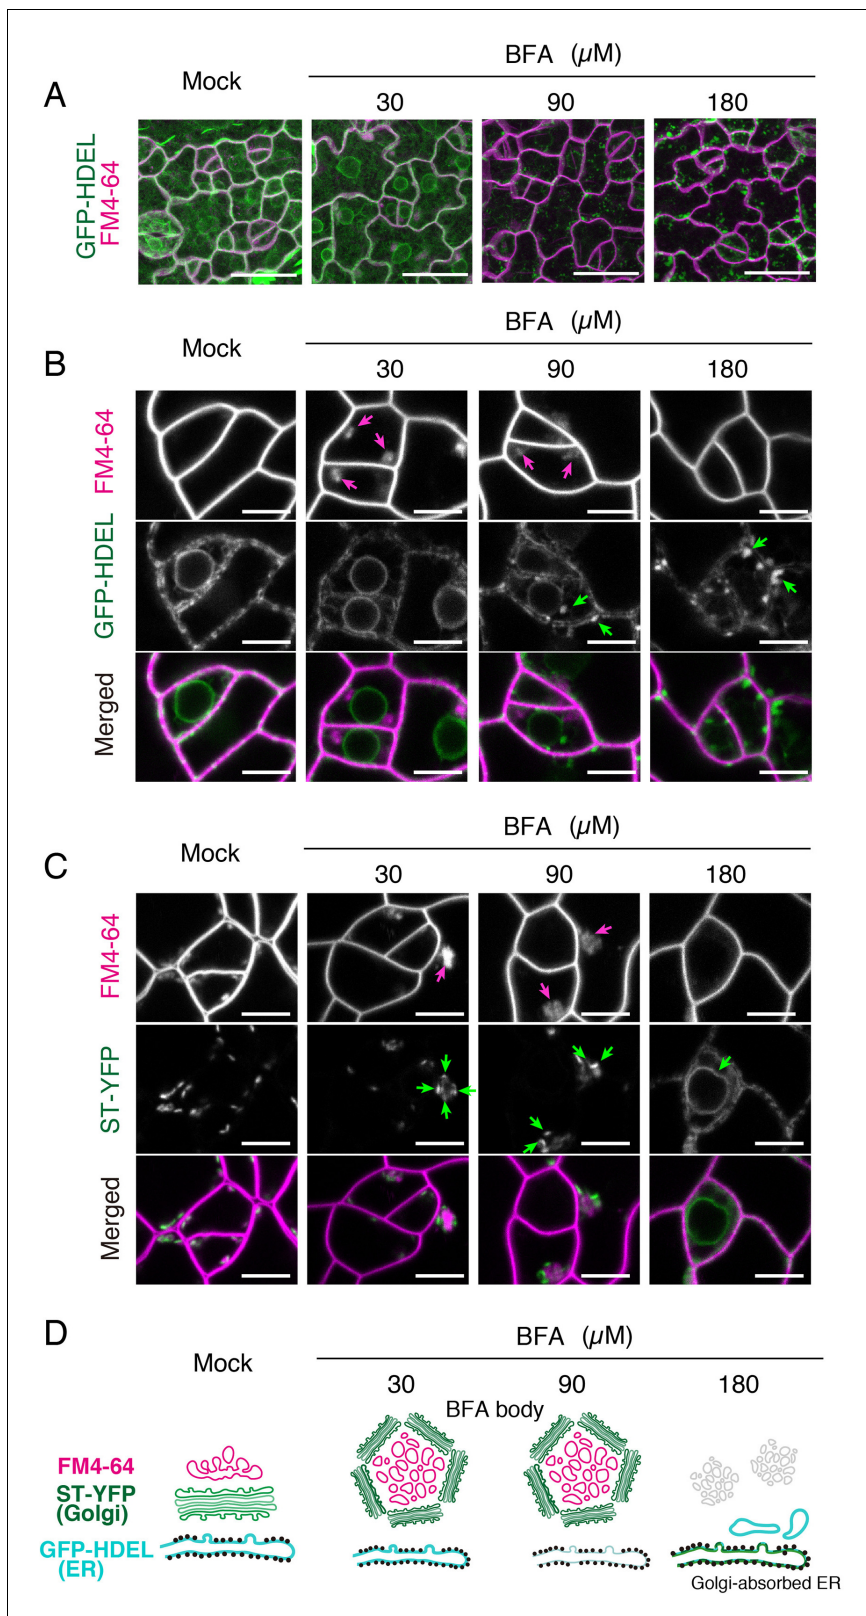 A
Mock
BFA (µM)
30 90 180
GFP-HDEL
FM4-64
B
Mock
BFA (µM)
30 90 180
FM4-64
GFP-HDEL
Merged
C
Mock
BFA (µM)
30 90 180
FM4-64
ST-YFP
Merged
D
Mock
BFA (µM)
30 90 180
BFA body
FM4-64
ST-YFP
(Golgi)
GFP-HDEL
(ER)
Golgi-absorbed ER